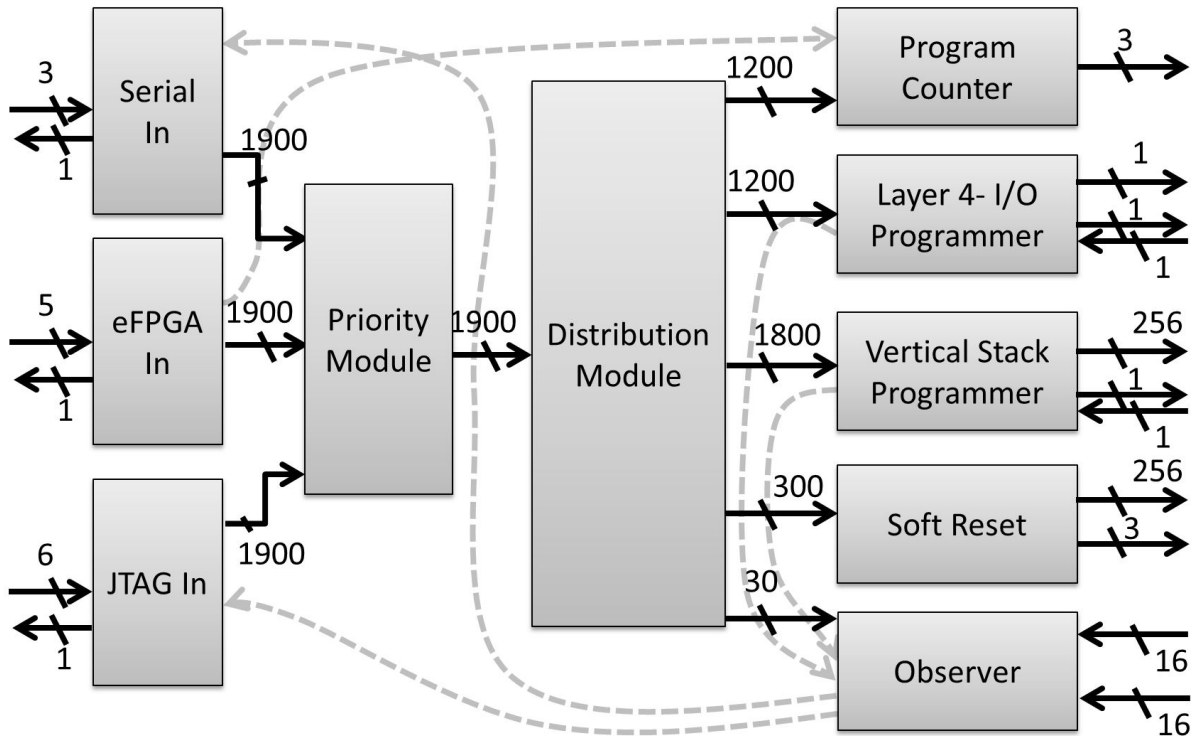 3
Serial
In
1
1900
5
eFPGA
In
1
1900
6
JTAG In
1
1900
Priority
Module
1900
Distribution
Module
1200
Program
Counter
3
1200
Layer 4- I/O
Programmer
1
1
1
1800
Vertical Stack
Programmer
256
1
1
300
Soft Reset
256
3
30
Observer
16
16